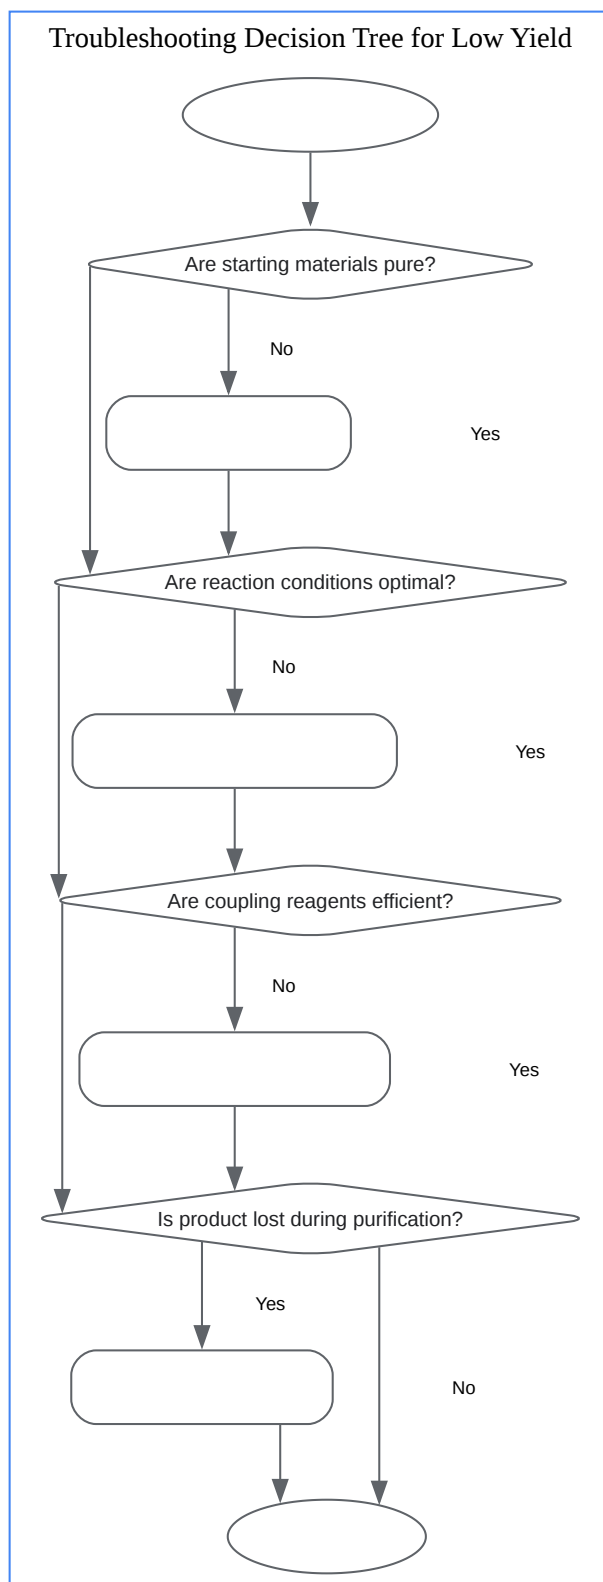 Troubleshooting Decision Tree for Low Yield
Are starting materials pure?
No
Yes
Are reaction conditions optimal?
No
Yes
Are coupling reagents efficient?
No
Yes
Is product lost during purification?
Yes
No